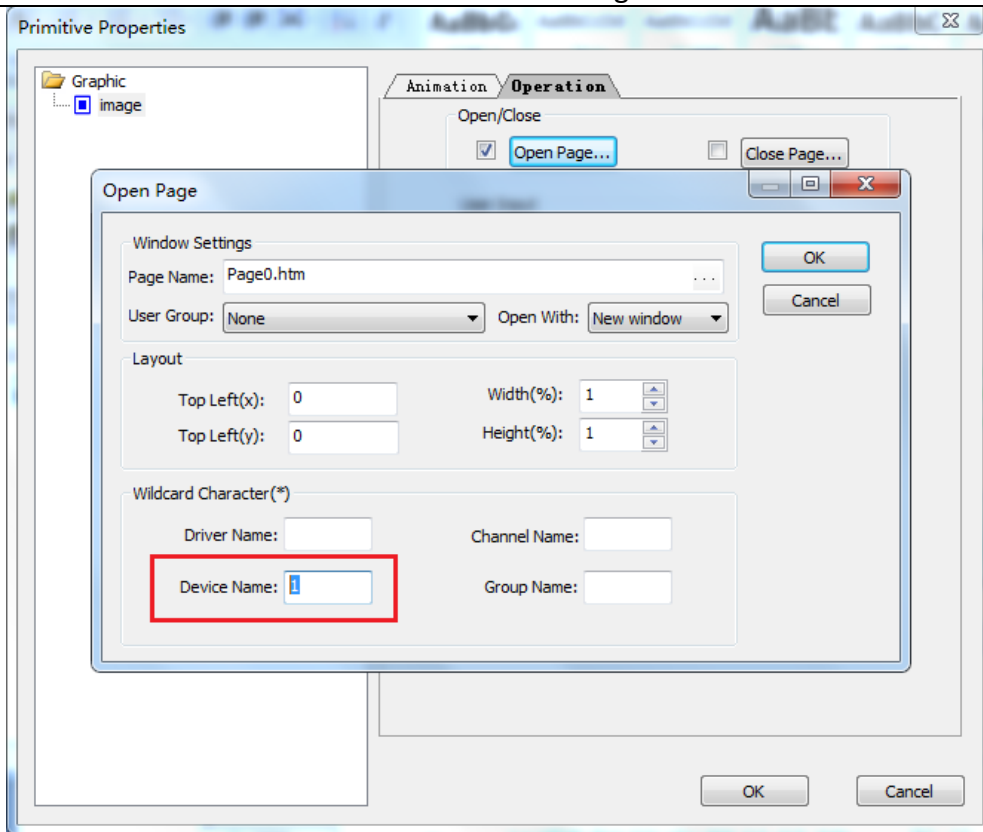 Primitive Properties
Graphic
image
Animation Operation
Open/Close
Open Page... Close Page...
Open Page
Window Settings
Page Name: Page0.htm ...
OK
User Group: None Open With: New window
Cancel
Layout
Top Left(x): 0 Width(%): 1
Top Left(y): 0 Height(%): 1
Wildcard Character(*)
Driver Name: Channel Name:
Device Name: 1 Group Name:
OK Cancel